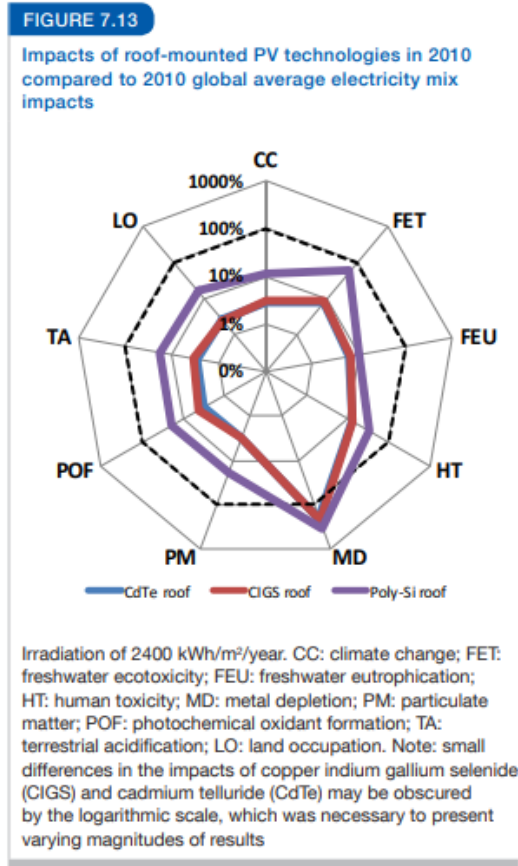 FIGURE 7.13
Impacts of roof-mounted PV technologies in 2010
compared to 2010 global average electricity mix
impacts
CC
1000%
LO
FET
100%
10%
TA
1%
FEU
0%
POF
HT
PM
MD
CdTe roof CIGS roof Poly-Si roof
Irradiation of 2400 kWh/m²/year. CC: climate change; FET:
freshwater ecotoxicity; FEU: freshwater eutrophication;
HT: human toxicity; MD: metal depletion; PM: particulate
matter; POF: photochemical oxidant formation; TA:
terrestrial acidification; LO: land occupation. Note: small
differences in the impacts of copper indium gallium selenide
(CIGS) and cadmium telluride (CdTe) may be obscured
by the logarithmic scale, which was necessary to present
varying magnitudes of results